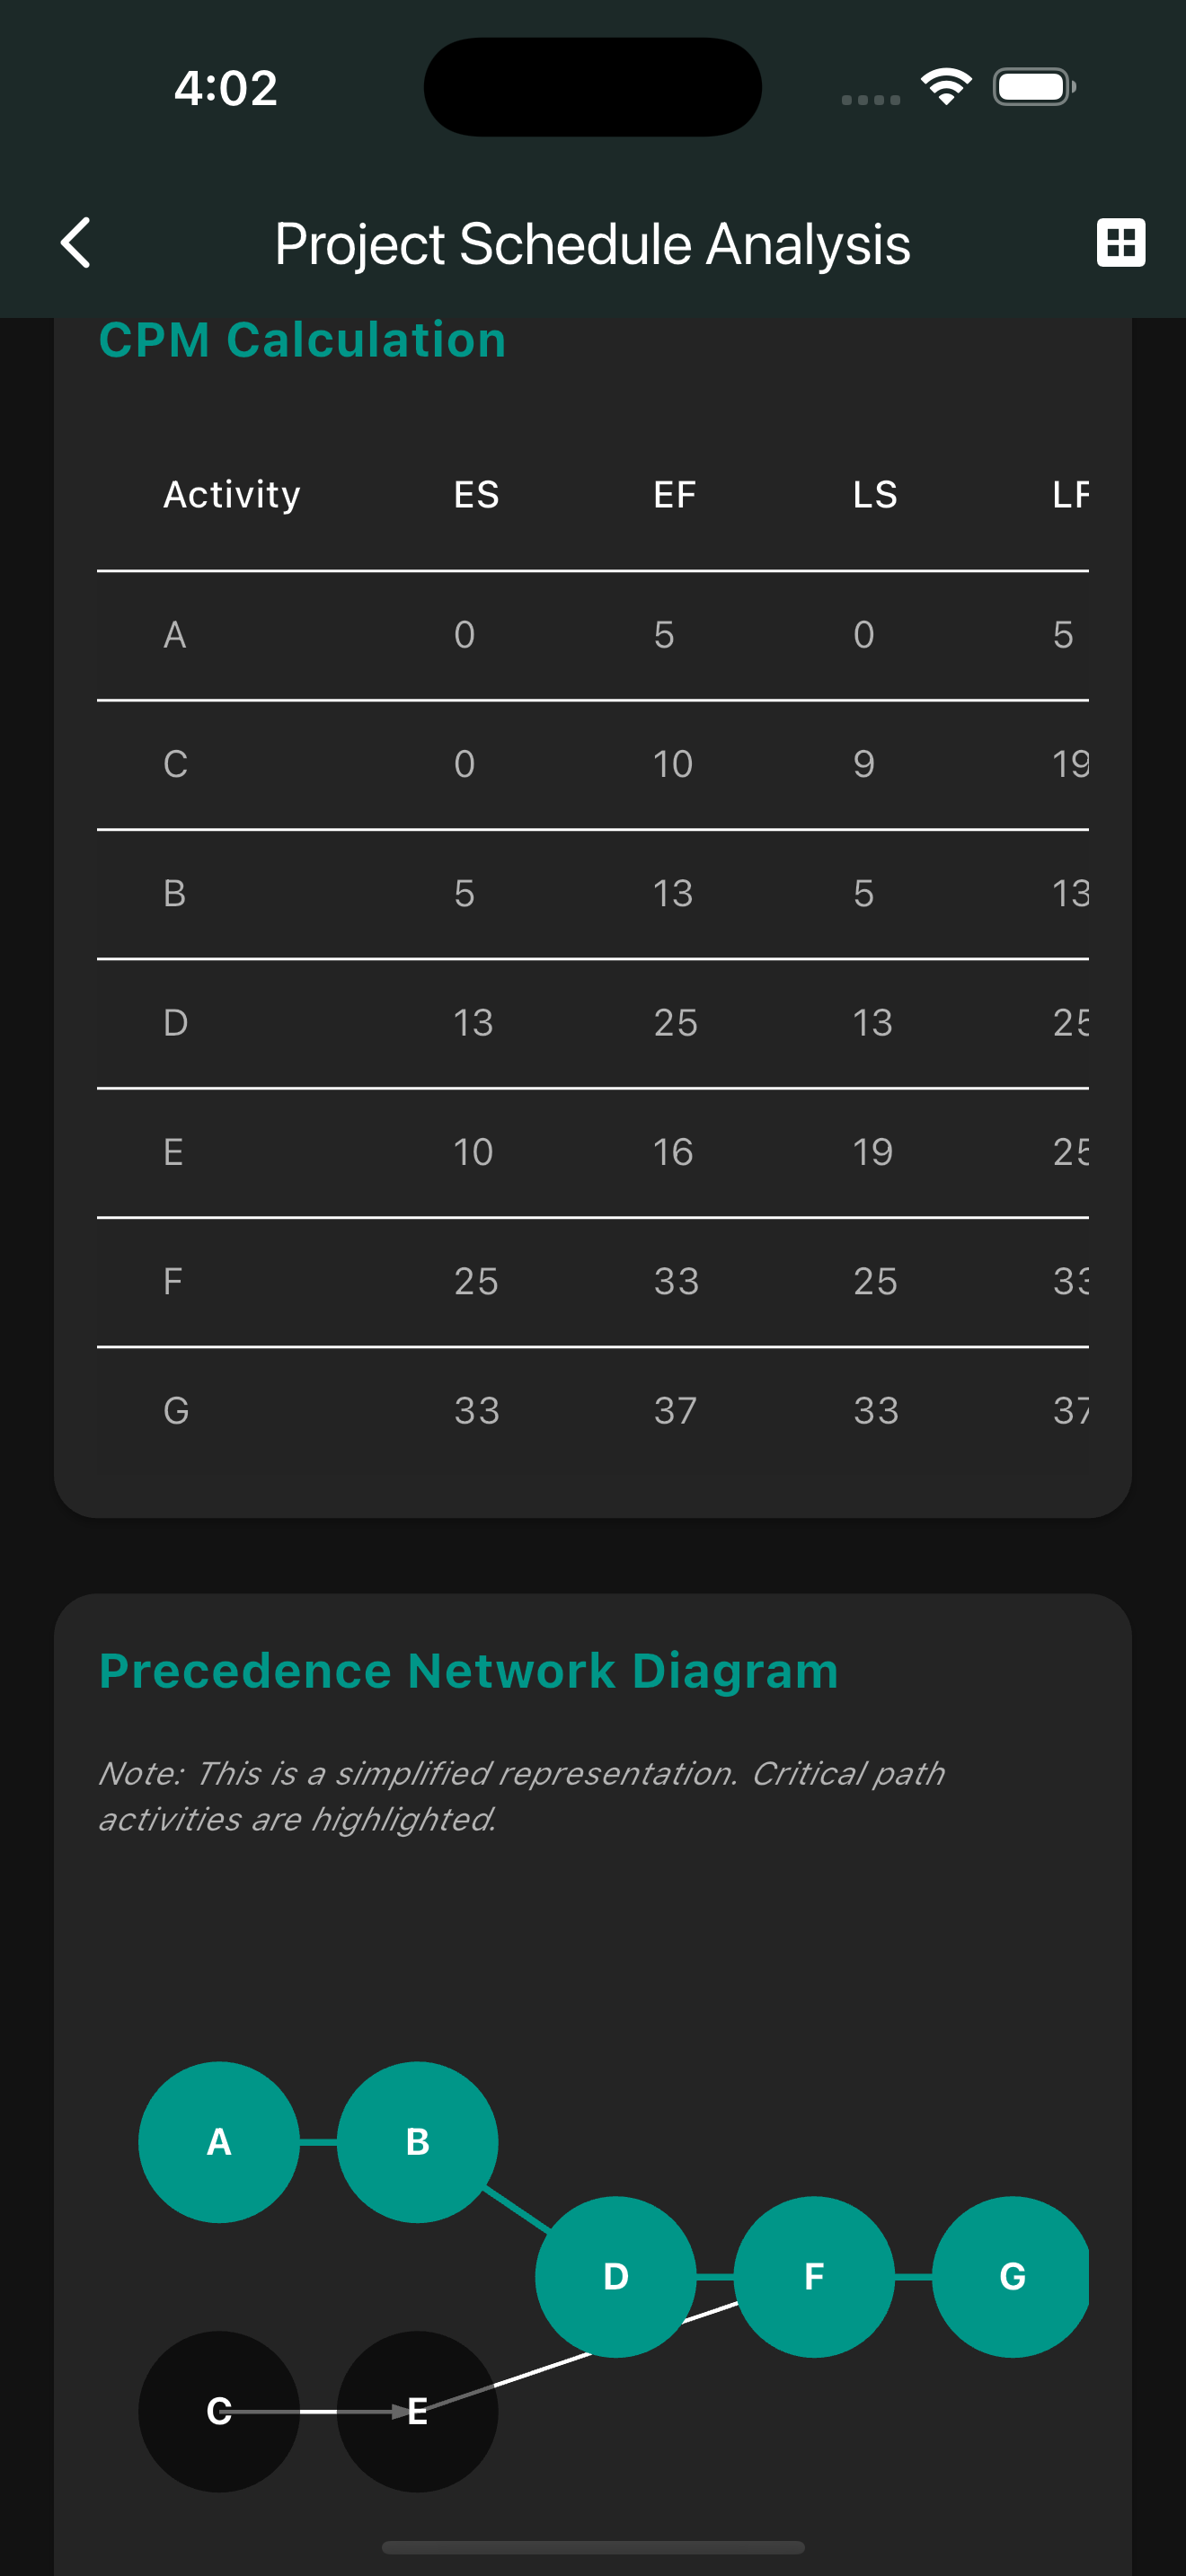 4:02
Project Schedule Analysis
CPM Calculation
Activity ES EF LS LF
A 0 5 0 5
C 0 10 9 19
B 5 13 5 13
D 13 25 13 25
E 10 16 19 25
F 25 33 25 33
G 33 37 33 37
Precedence Network Diagram
Note: This is a simplified representation. Critical path
activities are highlighted.
A B
D F G
C E